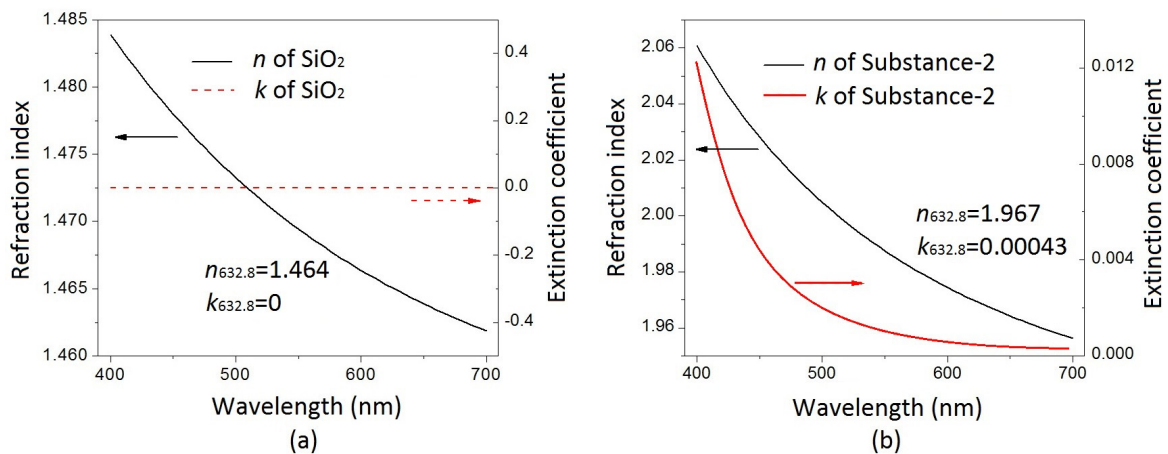 1.485
1.480
1.475
1.470
1.465
1.460
Refraction index
n of SiO2
k of SiO2
n632.8=1.464
k632.8=0
0.4
0.2
0.0
-0.2
-0.4
Extinction coefficient
400
500
600
700
Wavelength (nm)
(a)
2.06
2.04
2.02
2.00
1.98
1.96
Refraction index
n of Substance-2
k of Substance-2
n632.8=1.967
k632.8=0.00043
0.012
0.008
0.004
0.000
Extinction coefficient
400
500
600
700
Wavelength (nm)
(b)